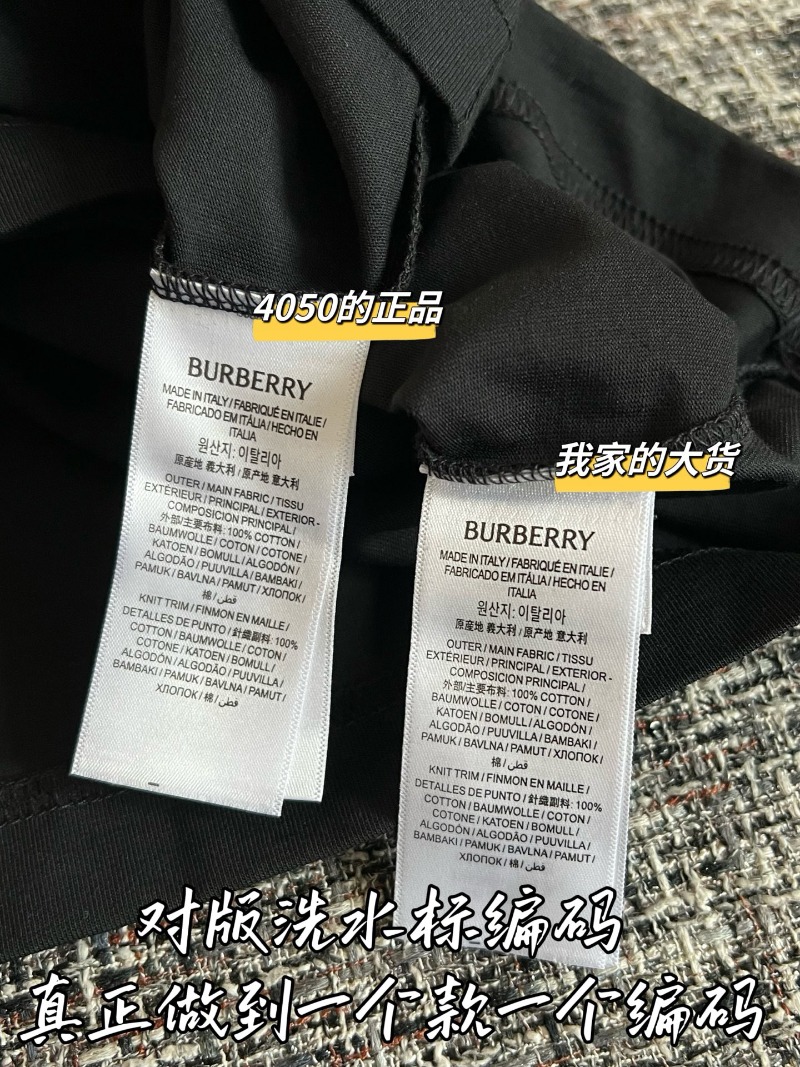 4050的正品
BURBERRY
MADE IN ITALY / FABRIQUÉ EN ITALIE /
FABRICADO EM ITÁLIA / HECHO EN
ITALIA
원산지: 이탈리아
原産地 義大利 / 原产地 意大利
OUTER / MAIN FABRIC / TISSU
EXTÉRIEUR / PRINCIPAL / EXTERIOR -
COMPOSICION PRINCIPAL /
外部/主要布料: 100% COTTON /
BAUMWOLLE / COTON / COTONE /
KATOEN / BOMULL / ALGODÓN /
ALGODÃO / PUUVILLA / BAMBAKI /
PAMUK / BAVLNA / PAMUT / ХЛОПОК /
棉 / قطن
KNIT TRIM / FINMON EN MAILLE /
DETALLES DE PUNTO / 針織副料: 100%
COTTON / BAUMWOLLE / COTON /
COTONE / KATOEN / BOMULL /
ALGODÓN / ALGODÃO / PUUVILLA /
BAMBAKI / PAMUK / BAVLNA / PAMUT /
ХЛОПОК / 棉 / قطن
我家的大货
BURBERRY
MADE IN ITALY / FABRIQUÉ EN ITALIE /
FABRICADO EM ITÁLIA / HECHO EN
ITALIA
원산지: 이탈리아
原産地 義大利 / 原产地 意大利
OUTER / MAIN FABRIC / TISSU
EXTÉRIEUR / PRINCIPAL / EXTERIOR -
COMPOSICION PRINCIPAL /
外部/主要布料: 100% COTTON /
BAUMWOLLE / COTON / COTONE /
KATOEN / BOMULL / ALGODÓN /
ALGODÃO / PUUVILLA / BAMBAKI /
PAMUK / BAVLNA / PAMUT / ХЛОПОК /
棉 / قطن
KNIT TRIM / FINMON EN MAILLE /
DETALLES DE PUNTO / 針織副料: 100%
COTTON / BAUMWOLLE / COTON /
COTONE / KATOEN / BOMULL /
ALGODÓN / ALGODÃO / PUUVILLA /
BAMBAKI / PAMUK / BAVLNA / PAMUT /
ХЛОПОК / 棉 / قطن
对版洗水标编码
真正做到一个款一个编码